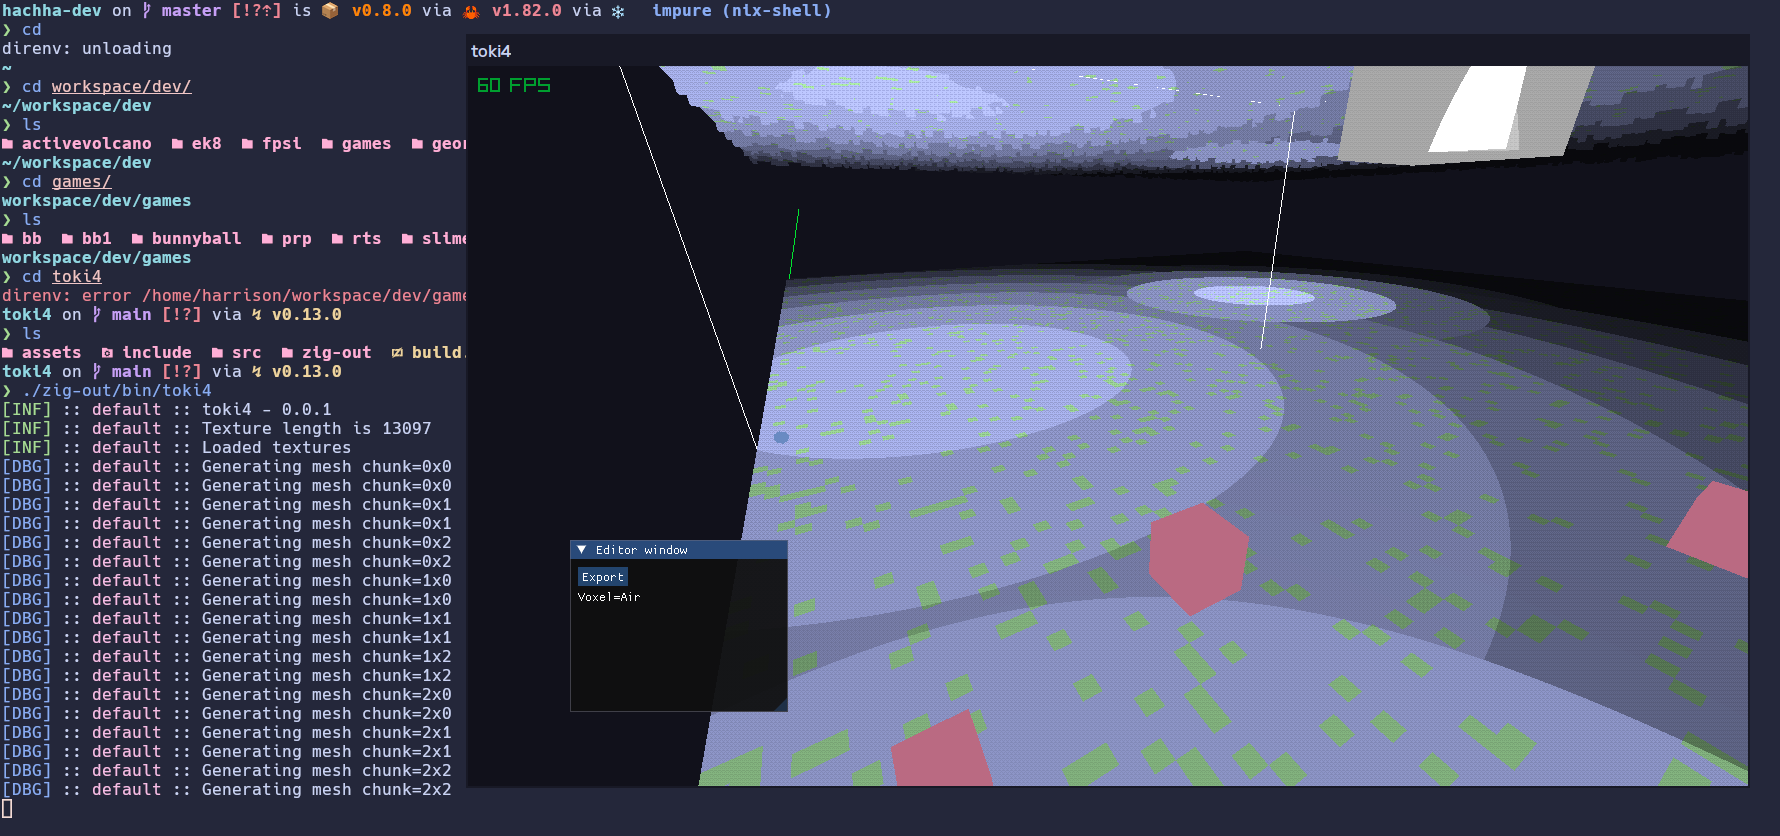 hachha-dev on master [!?⇡] is 📦 v0.8.0 via 🦀 v1.82.0 via ❄ impure (nix-shell)
❯ cd
direnv: unloading
~
❯ cd workspace/dev/
~/workspace/dev
❯ ls
activevolcano ek8 fpsi games geor
~/workspace/dev
❯ cd games/
workspace/dev/games
❯ ls
bb bb1 bunnyball prp rts slime
workspace/dev/games
❯ cd toki4
direnv: error /home/harrison/workspace/dev/game
toki4 on main [!?] via ↯ v0.13.0
❯ ls
assets include src zig-out build.
toki4 on main [!?] via ↯ v0.13.0
❯ ./zig-out/bin/toki4
[INF] :: default :: toki4 - 0.0.1
[INF] :: default :: Texture length is 13097
[INF] :: default :: Loaded textures
[DBG] :: default :: Generating mesh chunk=0x0
[DBG] :: default :: Generating mesh chunk=0x0
[DBG] :: default :: Generating mesh chunk=0x1
[DBG] :: default :: Generating mesh chunk=0x1
[DBG] :: default :: Generating mesh chunk=0x2
[DBG] :: default :: Generating mesh chunk=0x2
[DBG] :: default :: Generating mesh chunk=1x0
[DBG] :: default :: Generating mesh chunk=1x0
[DBG] :: default :: Generating mesh chunk=1x1
[DBG] :: default :: Generating mesh chunk=1x1
[DBG] :: default :: Generating mesh chunk=1x2
[DBG] :: default :: Generating mesh chunk=1x2
[DBG] :: default :: Generating mesh chunk=2x0
[DBG] :: default :: Generating mesh chunk=2x0
[DBG] :: default :: Generating mesh chunk=2x1
[DBG] :: default :: Generating mesh chunk=2x1
[DBG] :: default :: Generating mesh chunk=2x2
[DBG] :: default :: Generating mesh chunk=2x2
toki4
60 FPS
▼ Editor window
Export
Voxel=Air